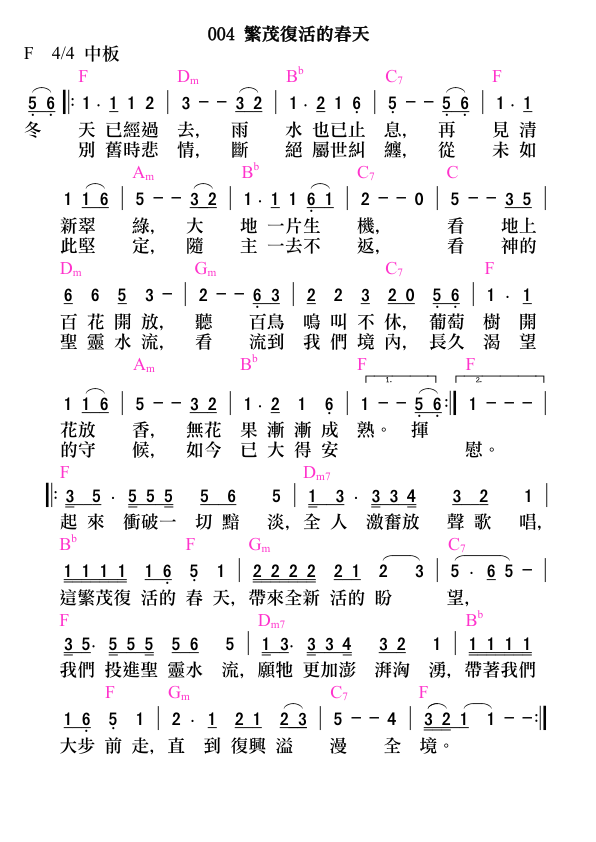 004 繁茂復活的春天
F 4/4 中板
F Dm Bb C7 F
5 6 1 · 1 1 2 3 - - 3 2 1 · 2 1 6 5 - - 5 6 1 · 1
冬 天 已經過 去, 雨 水 也已止 息, 再 見 清
別 舊時悲 情, 斷 絕 屬世糾 纏, 從 未 如
Am Bb C7 C
1 1 6 5 - - 3 2 1 · 1 1 6 1 2 - - 0 5 - - 3 5
新翠 綠, 大 地 一片生 機, 看 地上
此堅 定, 隨 主 一去不 返, 看 神的
Dm Gm C7 F
6 6 5 3 - 2 - - 6 3 2 2 3 2 0 5 5 1 · 1
百 花 開 放, 聽 百鳥 鳴 叫 不 休, 葡萄 樹 開
聖 靈 水 流, 看 流到 我 們 境 內, 長久 渴 望
Am Bb F F
1. 2.
1 1 6 5 - - 3 2 1 · 2 1 6 1 - - 5 6 1 - - -
花放 香, 無花 果 漸 漸 成 熟。 揮
的守 候, 如今 已 大 得 安 慰。
F Dm7
3 5 · 5 5 5 5 6 5 1 3 · 3 3 4 3 2 1
起 來 衝破一 切 黯 淡, 全 人 激奮放 聲 歌 唱,
Bb F Gm C7
1 1 1 1 1 6 5 1 2 2 2 2 2 1 2 3 5 · 6 5 -
這繁茂復 活的 春 天, 帶來全新 活的 盼 望,
F Dm7 Bb
3 5 · 5 5 5 5 6 5 1 3 · 3 3 4 3 2 1 1 1 1 1
我們 投進聖 靈水 流, 願牠 更加澎 湃洶 湧, 帶著我們
F Gm C7 F
1 6 5 1 2 · 1 2 1 2 3 5 - - 4 3 2 1 1 - -
大步 前 走, 直 到 復興 溢 漫 全 境。